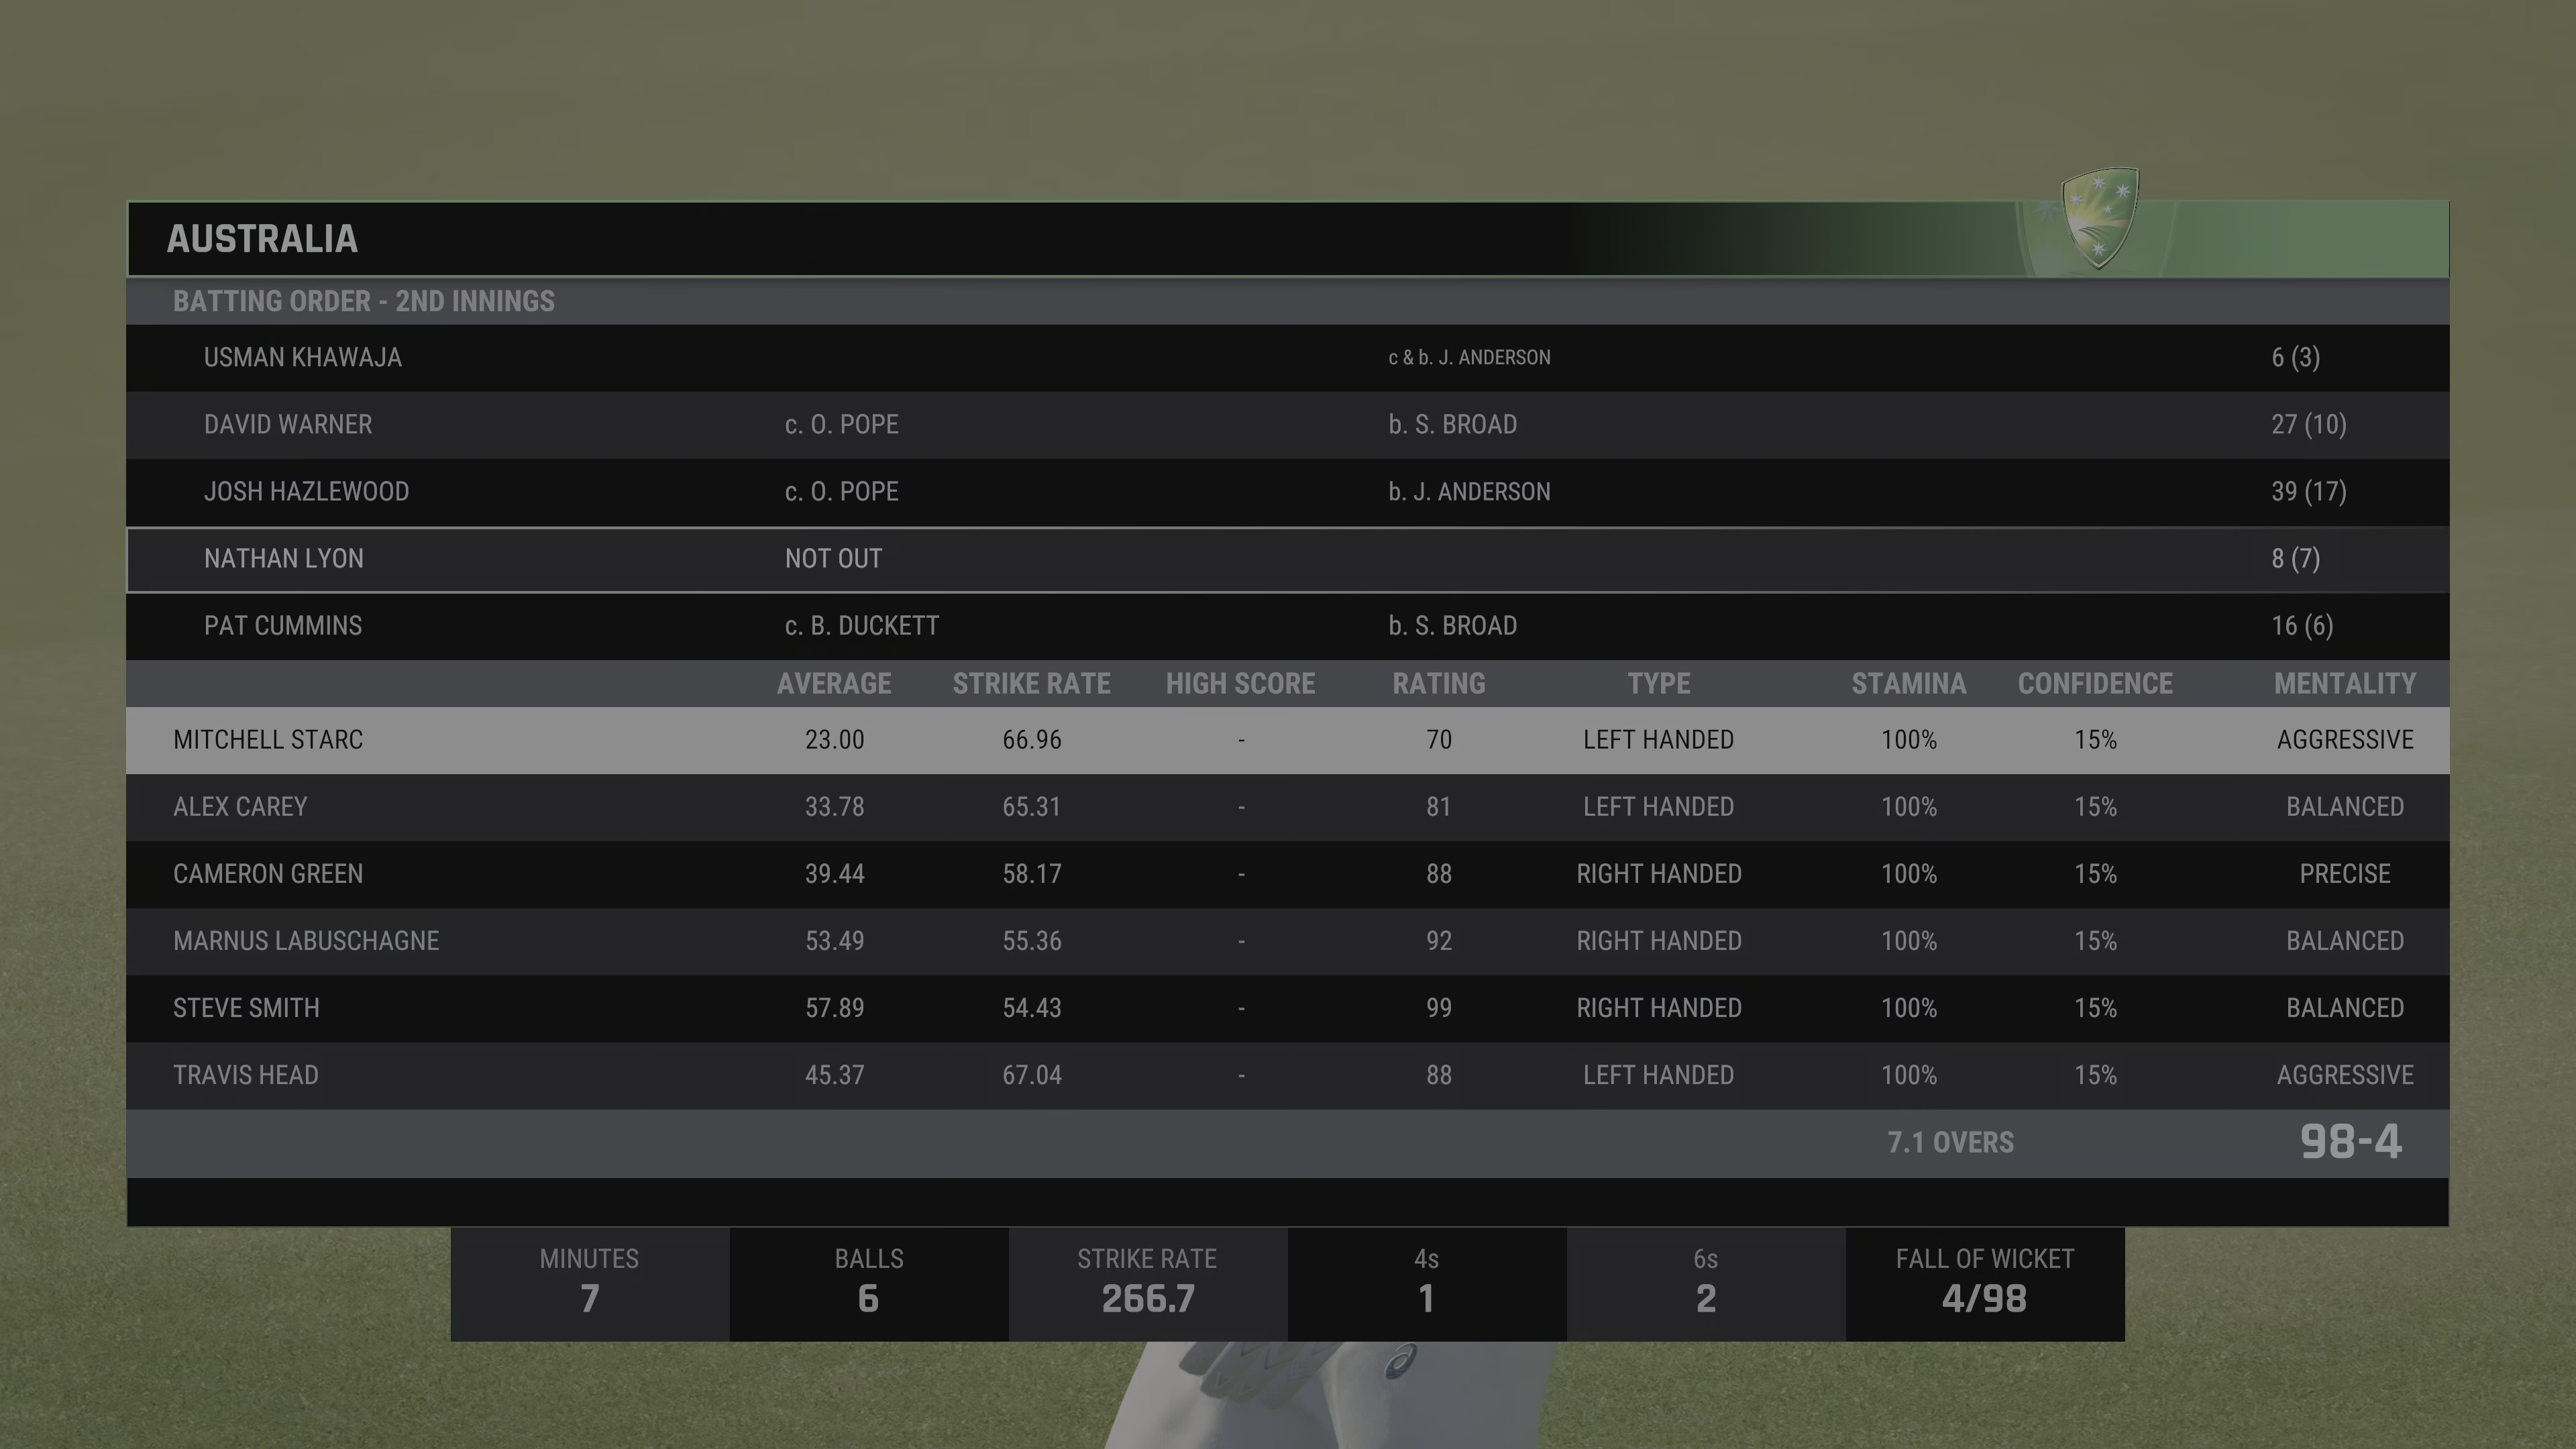 AUSTRALIA
BATTING ORDER - 2ND INNINGS
USMAN KHAWAJA c & b. J. ANDERSON 6 (3)
DAVID WARNER c. O. POPE b. S. BROAD 27 (10)
JOSH HAZLEWOOD c. O. POPE b. J. ANDERSON 39 (17)
NATHAN LYON NOT OUT 8 (7)
PAT CUMMINS c. B. DUCKETT b. S. BROAD 16 (6)
AVERAGE STRIKE RATE HIGH SCORE RATING TYPE STAMINA CONFIDENCE MENTALITY
MITCHELL STARC 23.00 66.96 - 70 LEFT HANDED 100% 15% AGGRESSIVE
ALEX CAREY 33.78 65.31 - 81 LEFT HANDED 100% 15% BALANCED
CAMERON GREEN 39.44 58.17 - 88 RIGHT HANDED 100% 15% PRECISE
MARNUS LABUSCHAGNE 53.49 55.36 - 92 RIGHT HANDED 100% 15% BALANCED
STEVE SMITH 57.89 54.43 - 99 RIGHT HANDED 100% 15% BALANCED
TRAVIS HEAD 45.37 67.04 - 88 LEFT HANDED 100% 15% AGGRESSIVE
7.1 OVERS 98-4
MINUTES BALLS STRIKE RATE 4s 6s FALL OF WICKET
7 6 266.7 1 2 4/98